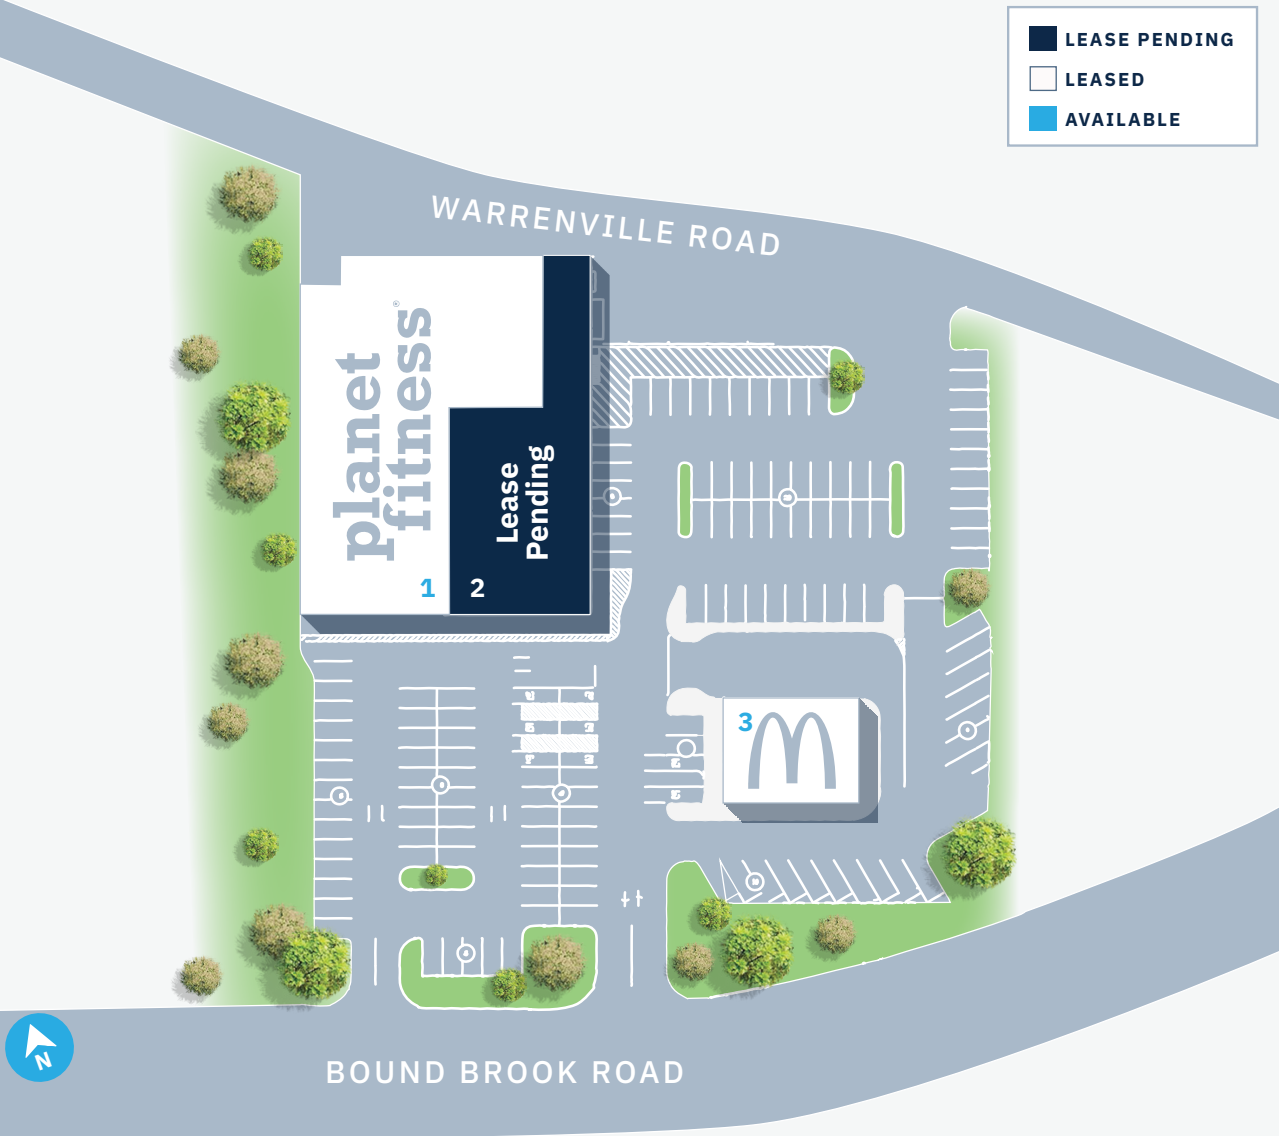 LEASE PENDING
LEASED
AVAILABLE
WARRENVILLE ROAD
planet
fitness®
1
Lease
Pending
2
3
N
BOUND BROOK ROAD